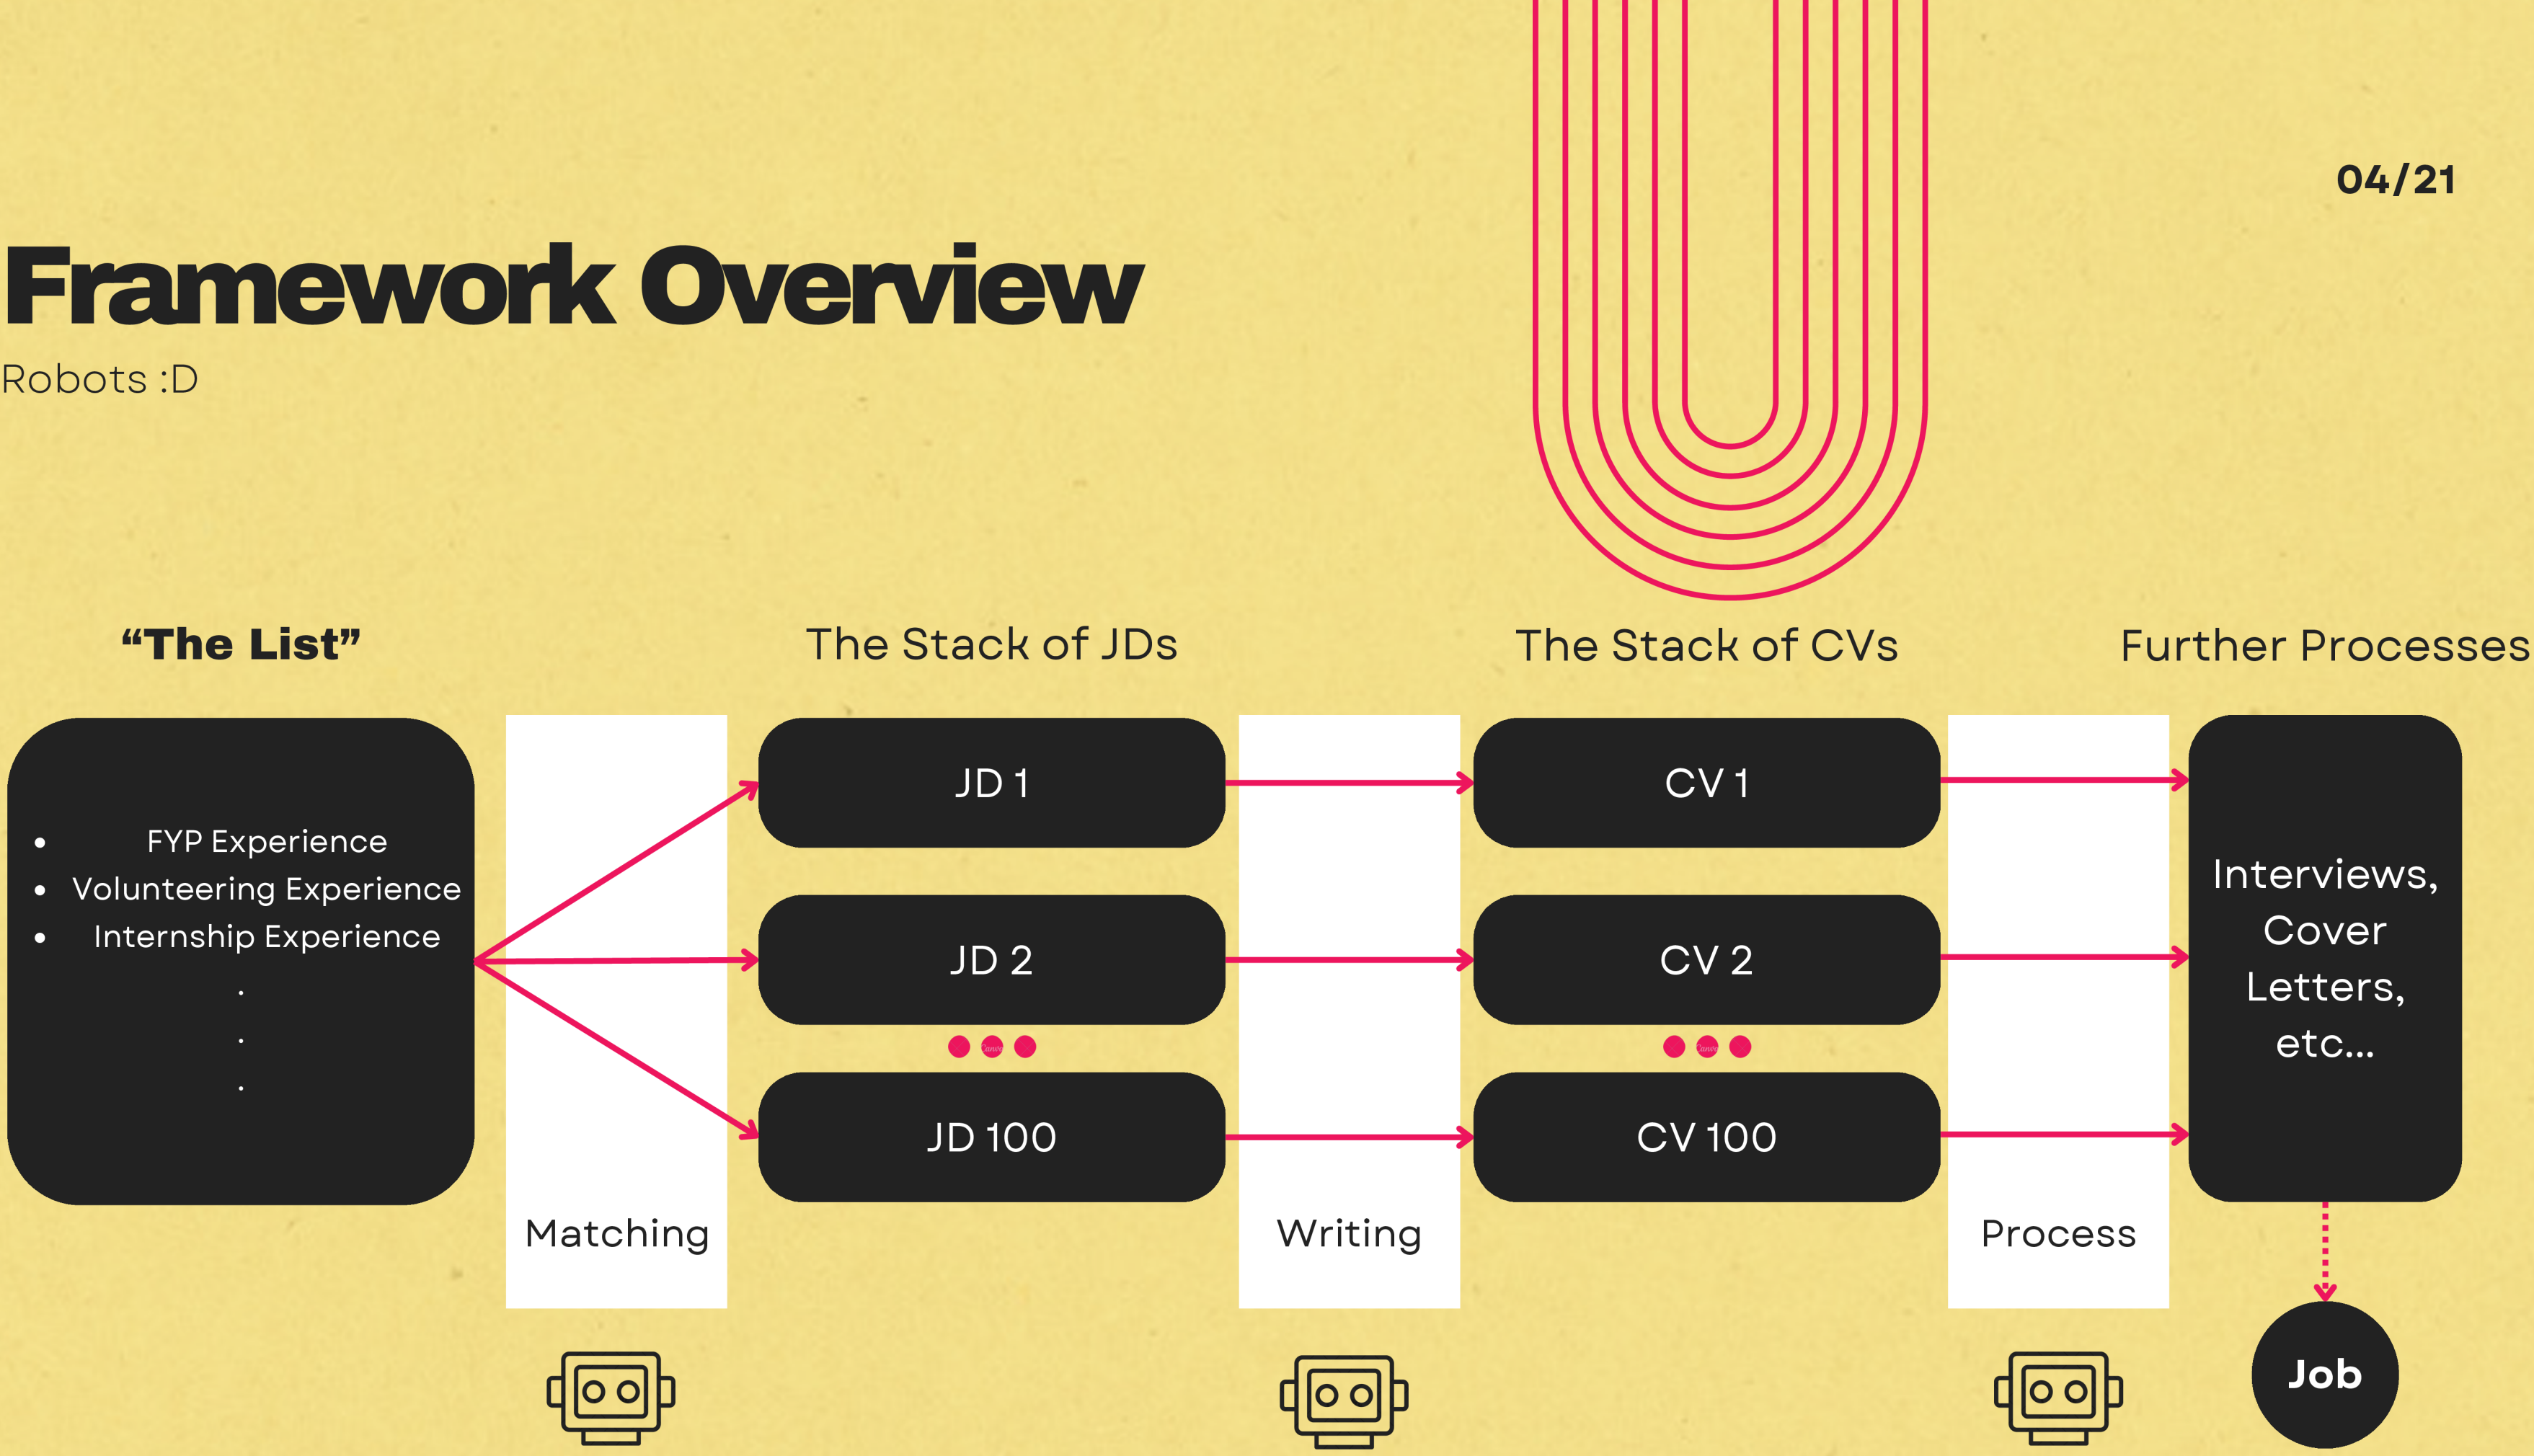 04/21
Framework Overview
Robots :D
“The List”
The Stack of JDs
The Stack of CVs
Further Processes
• FYP Experience
• Volunteering Experience
• Internship Experience
.
.
.
JD 1
JD 2
JD 100
CV 1
CV 2
CV 100
Interviews,
Cover
Letters,
etc...
Matching
Writing
Process
Job
Canva
Canva